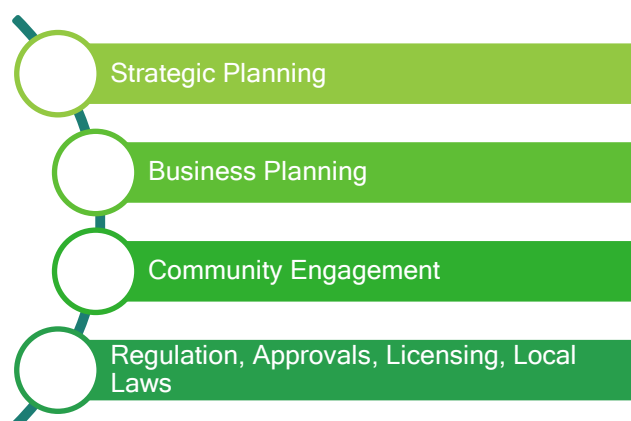 Strategic Planning
Business Planning
Community Engagement
Regulation, Approvals, Licensing, Local
Laws